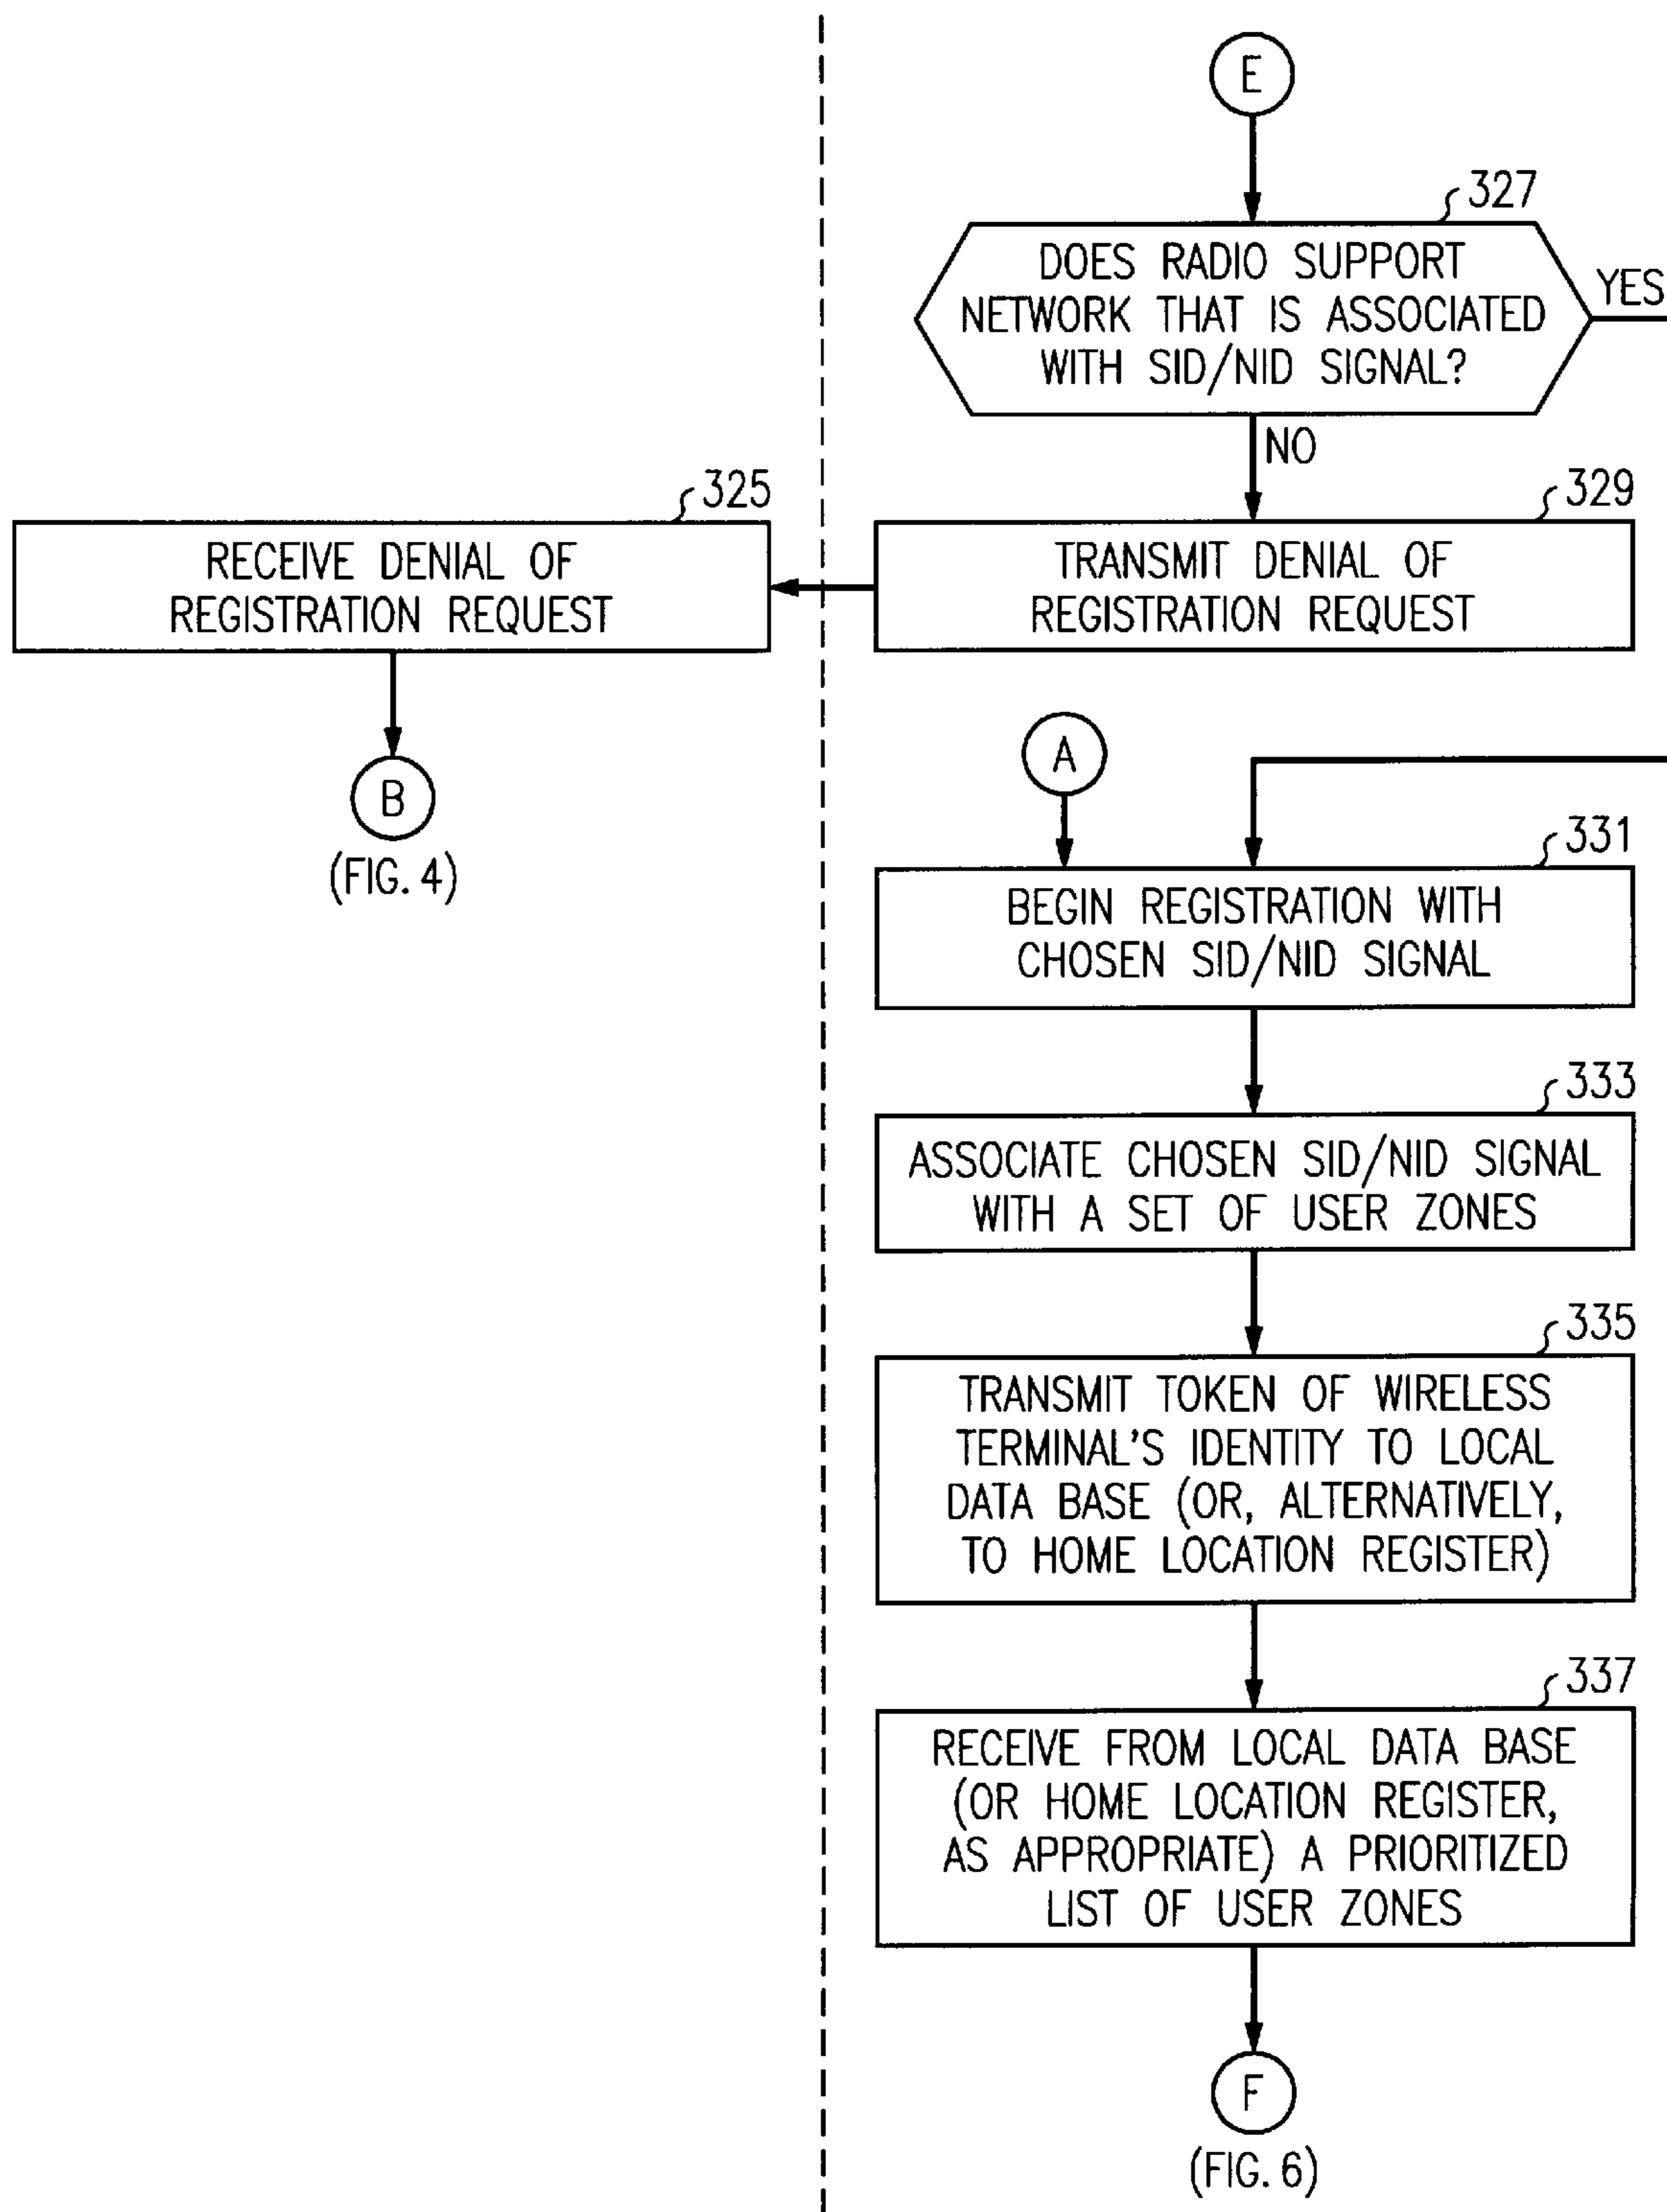 E
327
DOES RADIO SUPPORT
NETWORK THAT IS ASSOCIATED
WITH SID/NID SIGNAL?
YES
NO
325
RECEIVE DENIAL OF
REGISTRATION REQUEST
329
TRANSMIT DENIAL OF
REGISTRATION REQUEST
B
(FIG. 4)
A
331
BEGIN REGISTRATION WITH
CHOSEN SID/NID SIGNAL
333
ASSOCIATE CHOSEN SID/NID SIGNAL
WITH A SET OF USER ZONES
335
TRANSMIT TOKEN OF WIRELESS
TERMINAL'S IDENTITY TO LOCAL
DATA BASE (OR, ALTERNATIVELY,
TO HOME LOCATION REGISTER)
337
RECEIVE FROM LOCAL DATA BASE
(OR HOME LOCATION REGISTER,
AS APPROPRIATE) A PRIORITIZED
LIST OF USER ZONES
F
(FIG. 6)